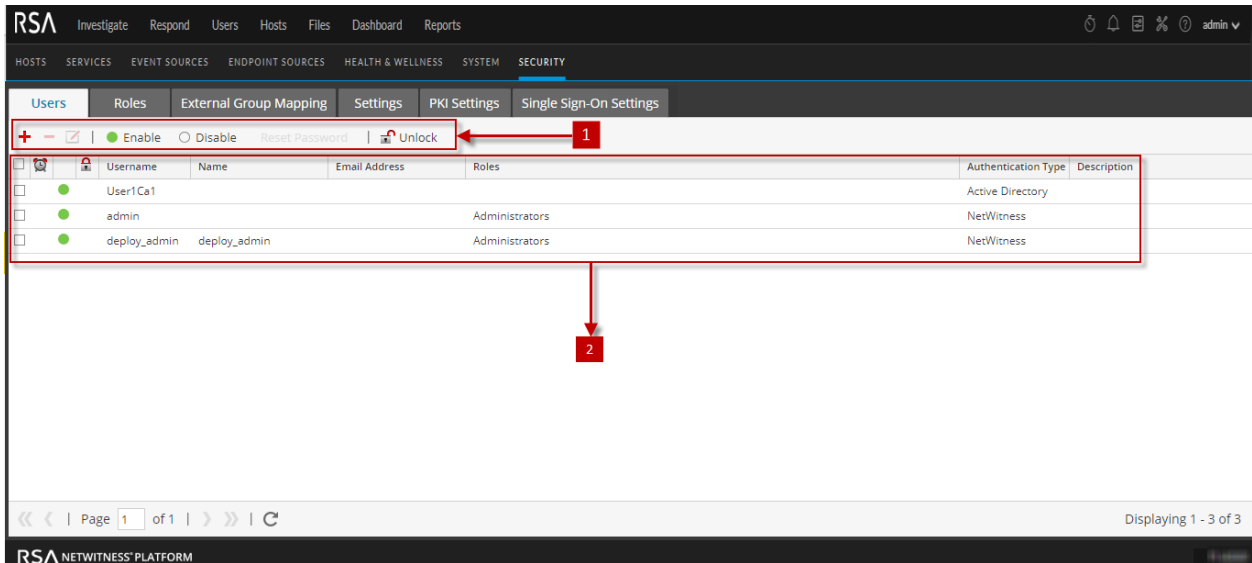 RSA Investigate Respond Users Hosts Files Dashboard Reports admin
HOSTS SERVICES EVENT SOURCES ENDPOINT SOURCES HEALTH & WELLNESS SYSTEM SECURITY
Users Roles External Group Mapping Settings PKI Settings Single Sign-On Settings
Enable Disable Reset Password | Unlock 1
Username Name Email Address Roles Authentication Type Description
User1Ca1 Active Directory
admin Administrators NetWitness
deploy_admin deploy_admin Administrators NetWitness
2
| Page 1 of 1 | | Displaying 1 - 3 of 3
RSA NETWITNESS® PLATFORM